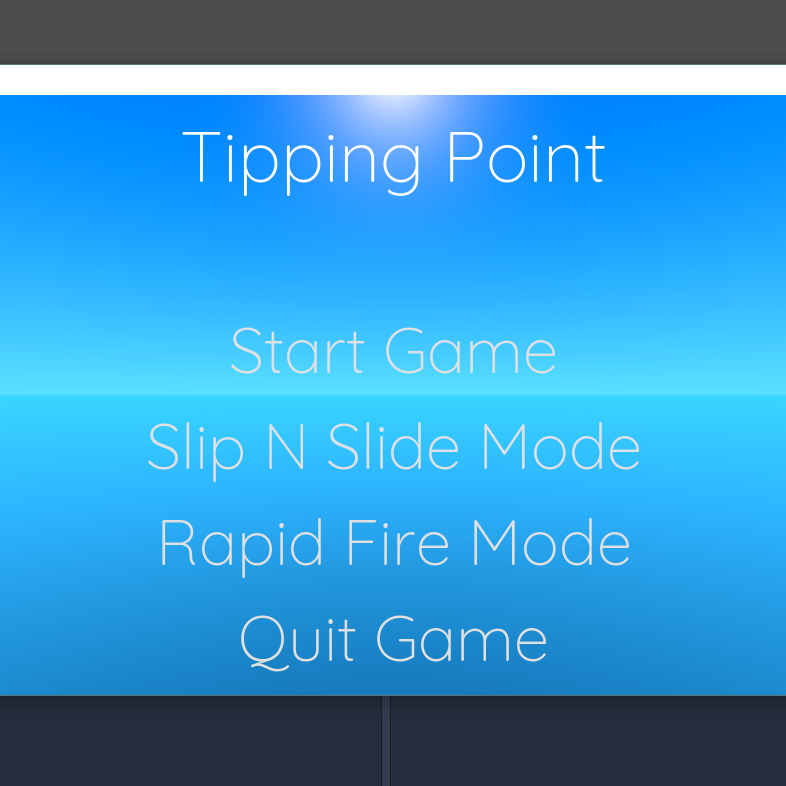 Tipping Point
Start Game
Slip N Slide Mode
Rapid Fire Mode
Quit Game